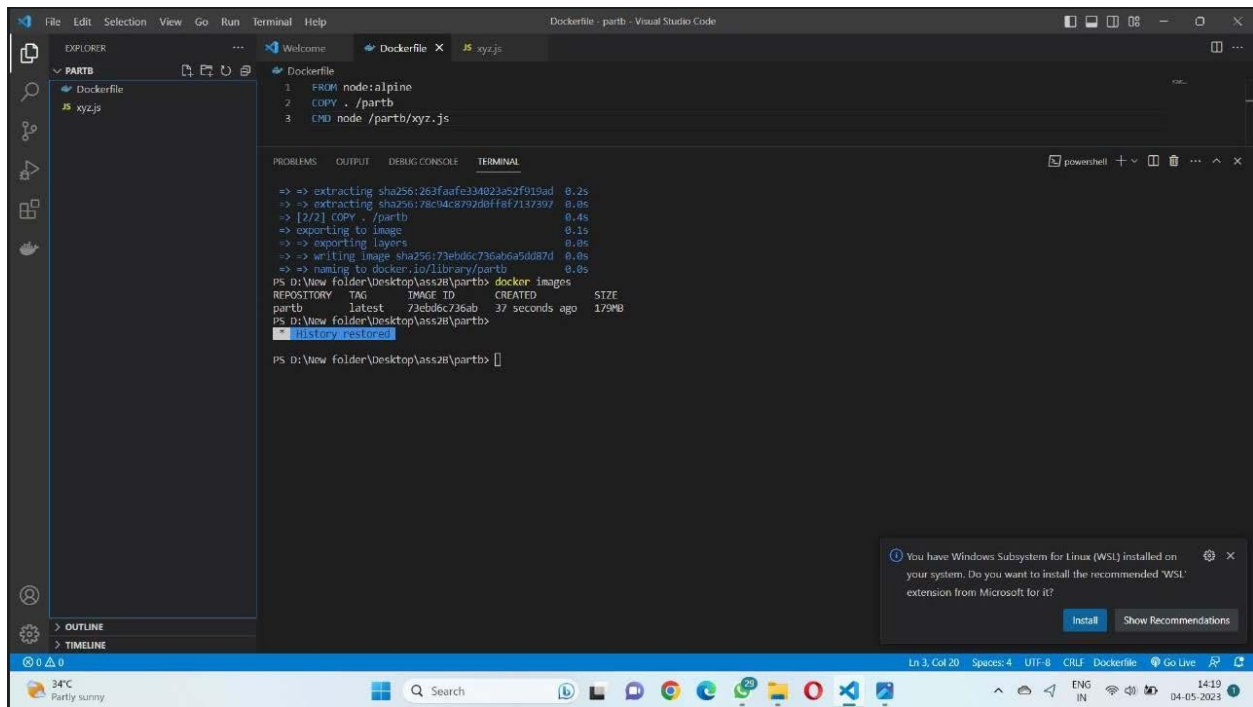 File Edit Selection View Go Run Terminal Help
Dockerfile - partb - Visual Studio Code
EXPLORER
Welcome
Dockerfile
JS xyz.js
PARTB
Dockerfile
JS xyz.js
Dockerfile
1 FROM node:alpine
2 COPY . /partb
3 CMD node /partb/xyz.js
PROBLEMS OUTPUT DEBUG CONSOLE TERMINAL
powershell
=> => extracting sha256:263faafe334023a52f919ad 0.2s
=> => extracting sha256:78c94c8792d0ff8f7137397 0.0s
=> [2/2] COPY . /partb 0.4s
=> exporting to image 0.1s
=> => exporting layers 0.0s
=> => writing image sha256:73ebd6c736ab6a5dd87d 0.0s
=> => naming to docker.io/library/partb 0.0s
PS D:\New folder\Desktop\ass2B\partb> docker images
REPOSITORY TAG IMAGE ID CREATED SIZE
partb latest 73ebd6c736ab 37 seconds ago 179MB
PS D:\New folder\Desktop\ass2B\partb>
* History restored
PS D:\New folder\Desktop\ass2B\partb>
You have Windows Subsystem for Linux (WSL) installed on
your system. Do you want to install the recommended 'WSL'
extension from Microsoft for it?
Install Show Recommendations
OUTLINE
TIMELINE
0 0
Ln 3, Col 20 Spaces: 4 UTF-8 CRLF Dockerfile Go Live
34°C
Partly sunny
Search
29
ENG
IN
14:19
04-05-2023
1